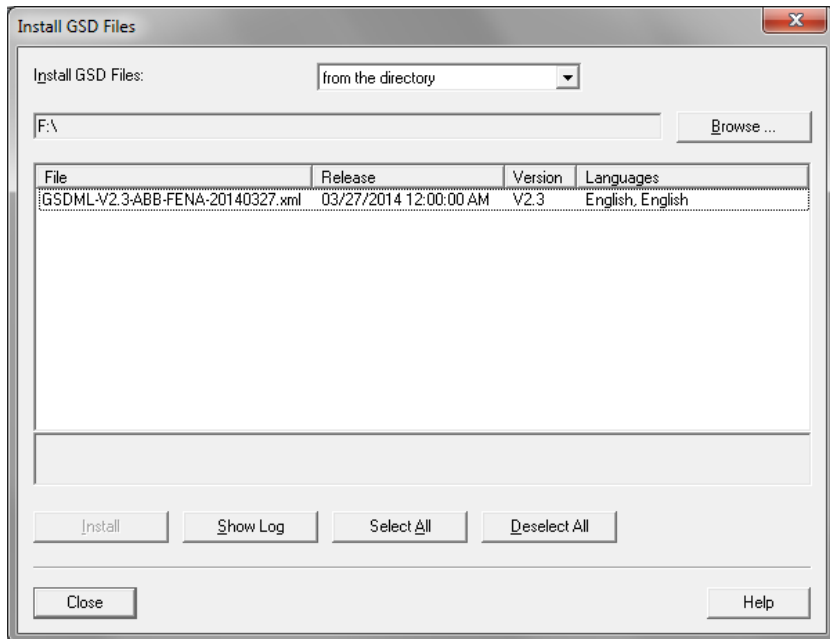 Install GSD Files
Install GSD Files: from the directory
F:\ Browse ...
File Release Version Languages
GSDML-V2.3-ABB-FENA-20140327.xml 03/27/2014 12:00:00 AM V2.3 English, English
Install Show Log Select All Deselect All
Close Help